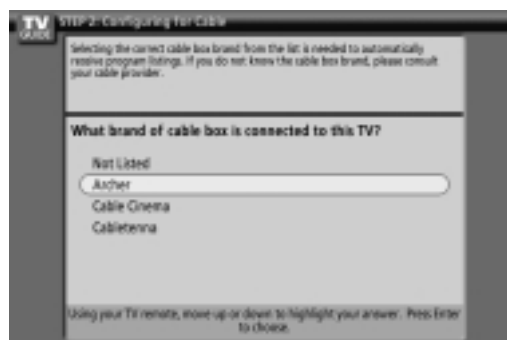 TV
GUIDE
STEP 2: Configuring for Cable
Selecting the correct cable box brand from the list is needed to automatically
receive program listings. If you do not know the cable box brand, please consult
your cable provider.
What brand of cable box is connected to this TV?
Not Listed
Archer
Cable Cinema
Cabletenna
Using your TV remote, move up or down to highlight your answer. Press Enter
to choose.